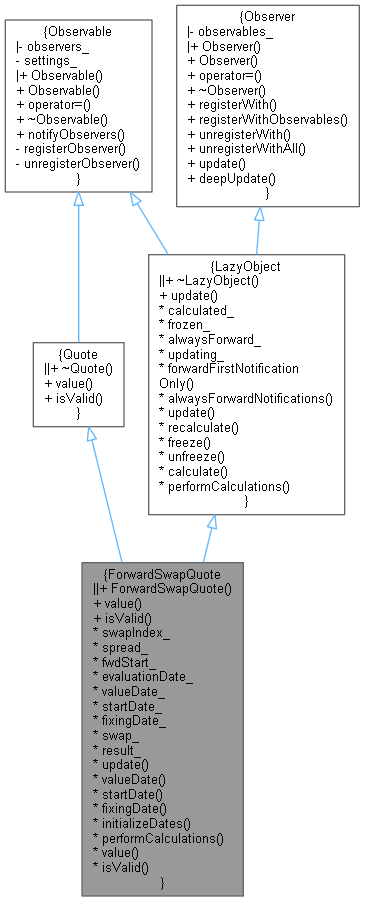 {Observable
|- observers_
- settings_
|+ Observable()
+ Observable()
+ operator=()
+ ~Observable()
+ notifyObservers()
- registerObserver()
- unregisterObserver()
}
{Observer
|- observables_
|+ Observer()
+ Observer()
+ operator=()
+ ~Observer()
+ registerWith()
+ registerWithObservables()
+ unregisterWith()
+ unregisterWithAll()
+ update()
+ deepUpdate()
}
{LazyObject
||+ ~LazyObject()
+ update()
* calculated_
* frozen_
* alwaysForward_
* updating_
* forwardFirstNotification
Only()
* alwaysForwardNotifications()
* update()
* recalculate()
* freeze()
* unfreeze()
* calculate()
* performCalculations()
}
{Quote
||+ ~Quote()
+ value()
+ isValid()
}
{ForwardSwapQuote
||+ ForwardSwapQuote()
+ value()
+ isValid()
* swapIndex_
* spread_
* fwdStart_
* evaluationDate_
* valueDate_
* startDate_
* fixingDate_
* swap_
* result_
* update()
* valueDate()
* startDate()
* fixingDate()
* initializeDates()
* performCalculations()
* value()
* isValid()
}